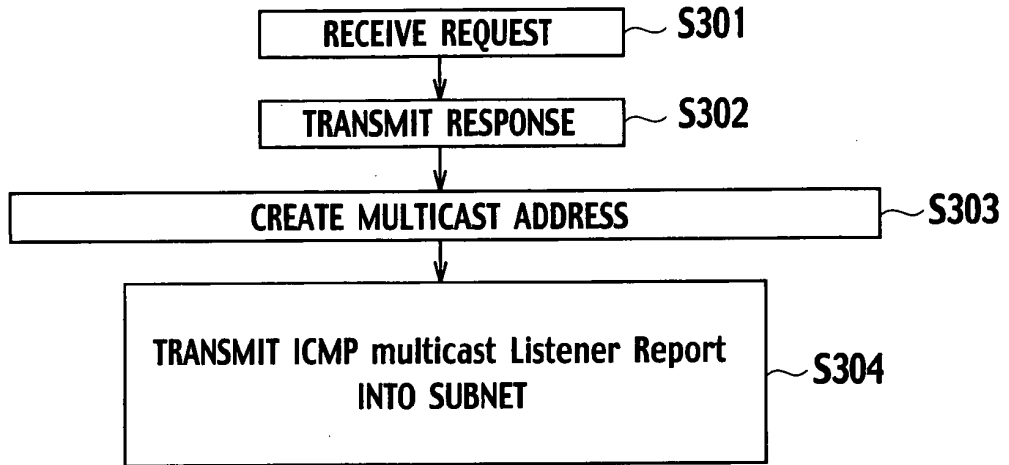 RECEIVE REQUEST
S301
TRANSMIT RESPONSE
S302
CREATE MULTICAST ADDRESS
S303
TRANSMIT ICMP multicast Listener Report
INTO SUBNET
S304